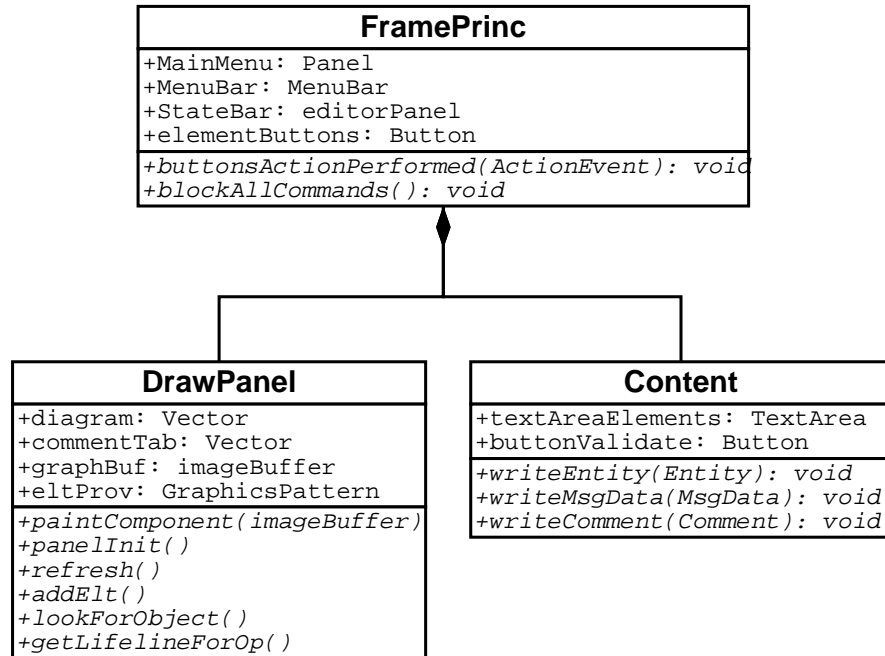 FramePrinc
+MainMenu: Panel
+MenuBar: MenuBar
+StateBar: editorPanel
+elementButtons: Button
+buttonsActionPerformed(ActionEvent): void
+blockAllCommands(): void
DrawPanel
+diagram: Vector
+commentTab: Vector
+graphBuf: imageBuffer
+eltProv: GraphicsPattern
+paintComponent(imageBuffer)
+panelInit()
+refresh()
+addElt()
+lookForObject()
+getLifelineForOp()
Content
+textAreaElements: TextArea
+buttonValidate: Button
+writeEntity(Entity): void
+writeMsgData(MsgData): void
+writeComment(Comment): void